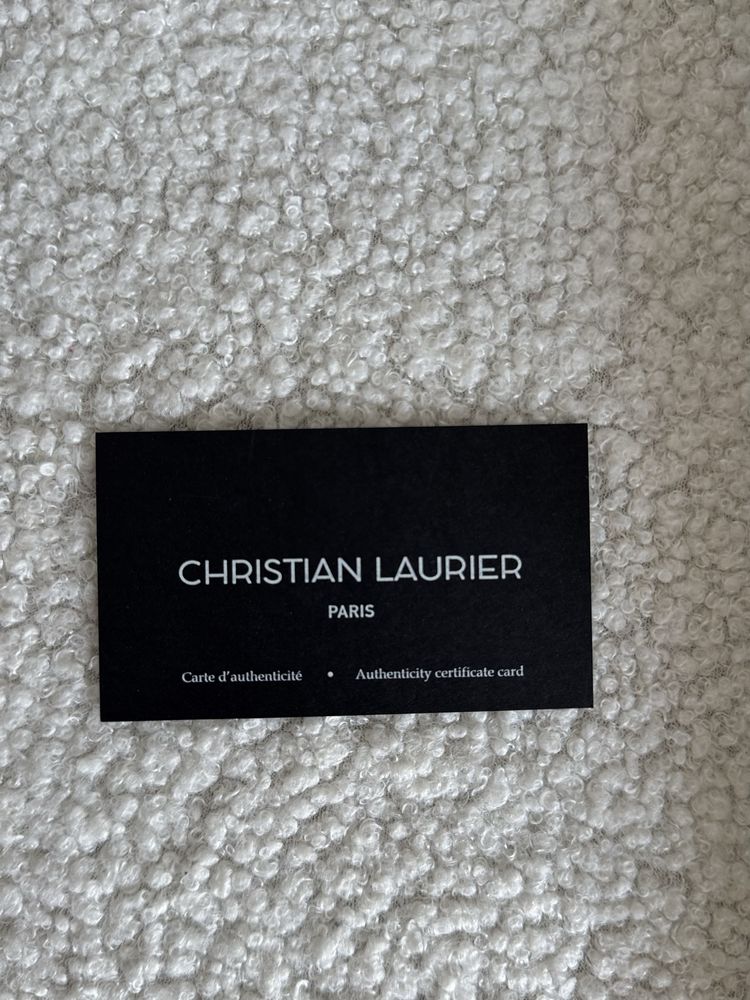 CHRISTIAN LAURIER
PARIS
Carte d'authenticité • Authenticity certificate card